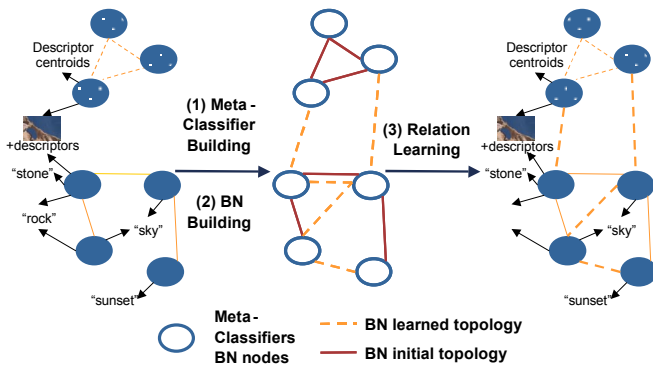 Descriptor
centroids
+descriptors
“stone”
“rock”
“sky”
“sunset”
(1) Meta -
Classifier
Building
(2) BN
Building
(3) Relation
Learning
Descriptor
centroids
+descriptors
“stone”
“sky”
“sunset”
Meta -
Classifiers
BN nodes
BN learned topology
BN initial topology